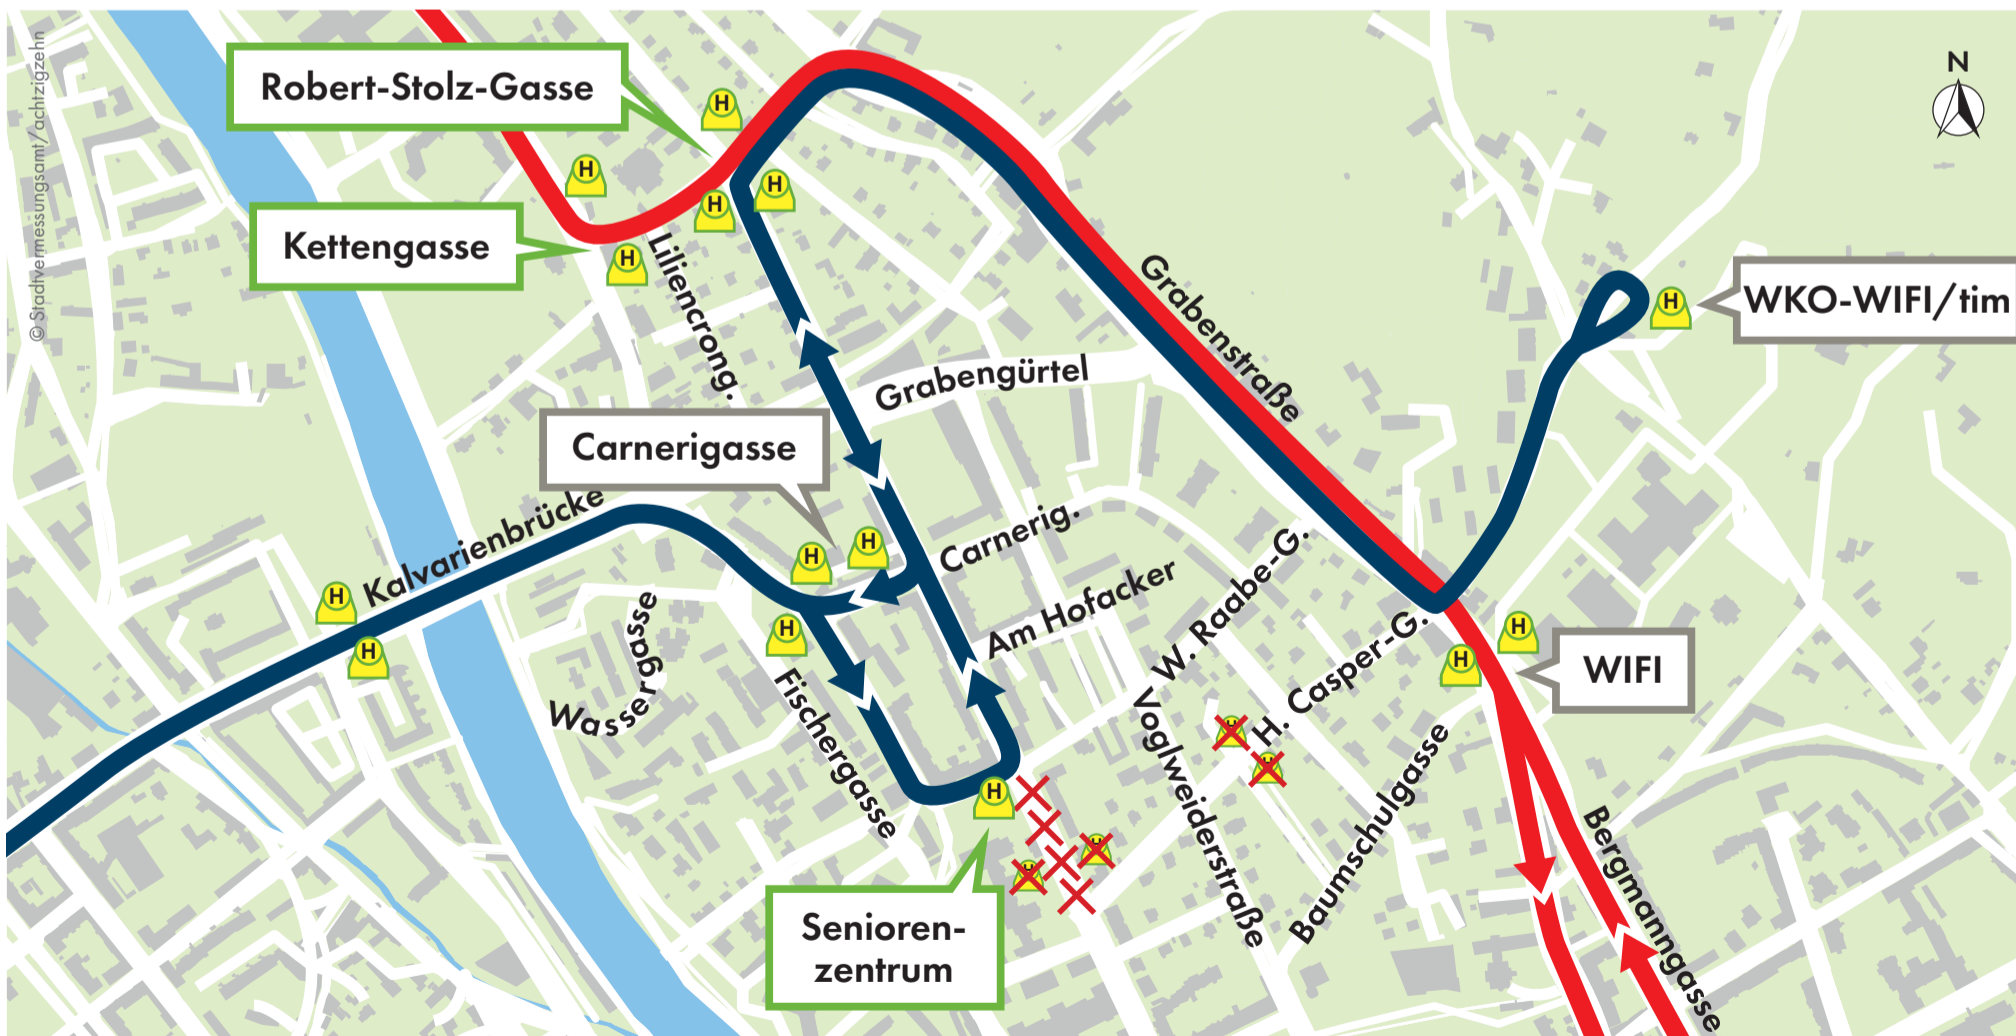 © Stadtvermessungsamt/achtzigzehn
Robert-Stolz-Gasse
N
H
H
H
H
H
Kettengasse
Liliencrong.
Grabenstraße
WKO-WIFI/tim
H
Grabengürtel
Carnerigasse
Kalvarienbrücke
H
H
Carnerig.
H
H
H
Am Hofacker
W. Raabe-G.
H. Casper-G.
H
H
WIFI
Wassergasse
Fischergasse
Voglweiderstraße
Baumschulgasse
H
H
H
H
H
Bergmanngasse
Senioren-
zentrum